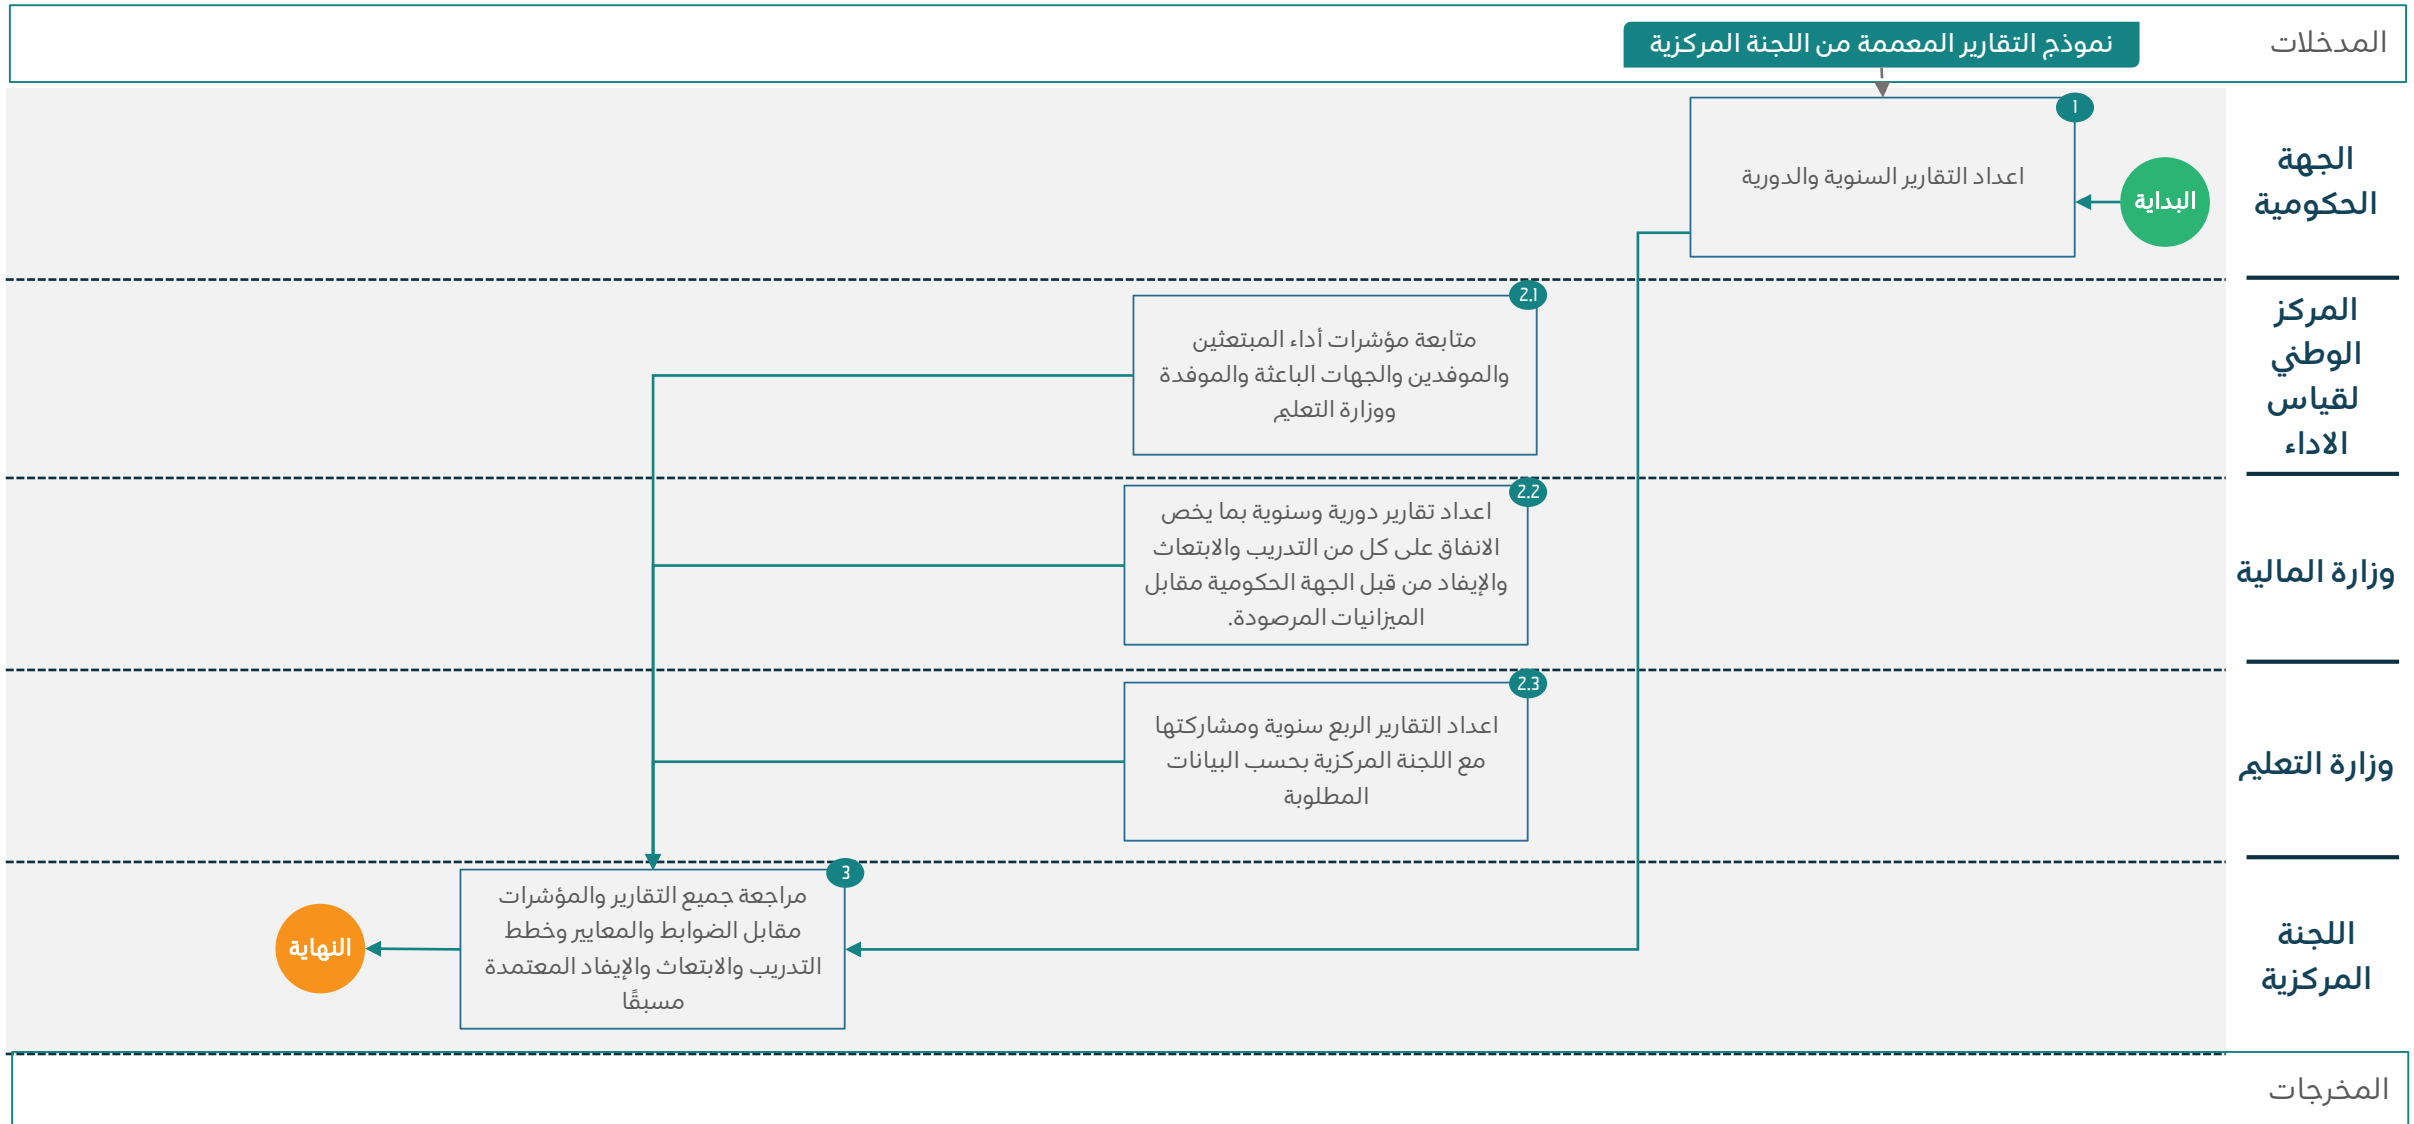 المدخلات
نموذج التقارير المعممة من اللجنة المركزية
الجهة
الحكومية
البداية
1
اعداد التقارير السنوية والدورية
المركز
الوطني
لقياس
الاداء
2.1
متابعة مؤشرات أداء المبتعثين
والموفدين والجهات الباعثة والموفدة
ووزارة التعليم
وزارة المالية
2.2
اعداد تقارير دورية وسنوية بما يخص
الانفاق على كل من التدريب والابتعاث
والإيفاد من قبل الجهة الحكومية مقابل
الميزانيات المرصودة.
وزارة التعليم
2.3
اعداد التقارير الربع سنوية ومشاركتها
مع اللجنة المركزية بحسب البيانات
المطلوبة
اللجنة
المركزية
3
مراجعة جميع التقارير والمؤشرات
مقابل الضوابط والمعايير وخطط
التدريب والابتعاث والإيفاد المعتمدة
مسبقًا
النهاية
المخرجات